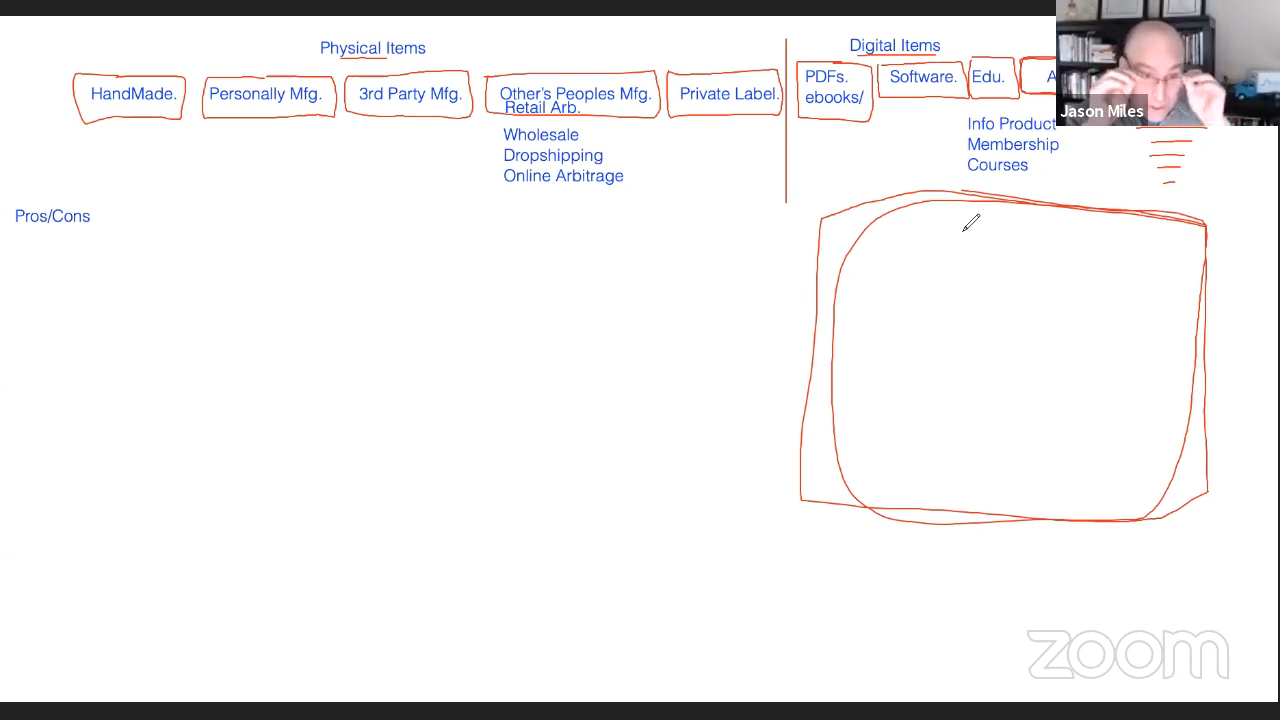 Physical Items
Digital Items
HandMade.
Personally Mfg.
3rd Party Mfg.
Other's Peoples Mfg.
Retail Arb.
Private Label.
PDFs.
ebooks/
Software.
Edu.
A
Wholesale
Dropshipping
Online Arbitrage
Info Product
Membership
Courses
Pros/Cons
Jason Miles
zoom